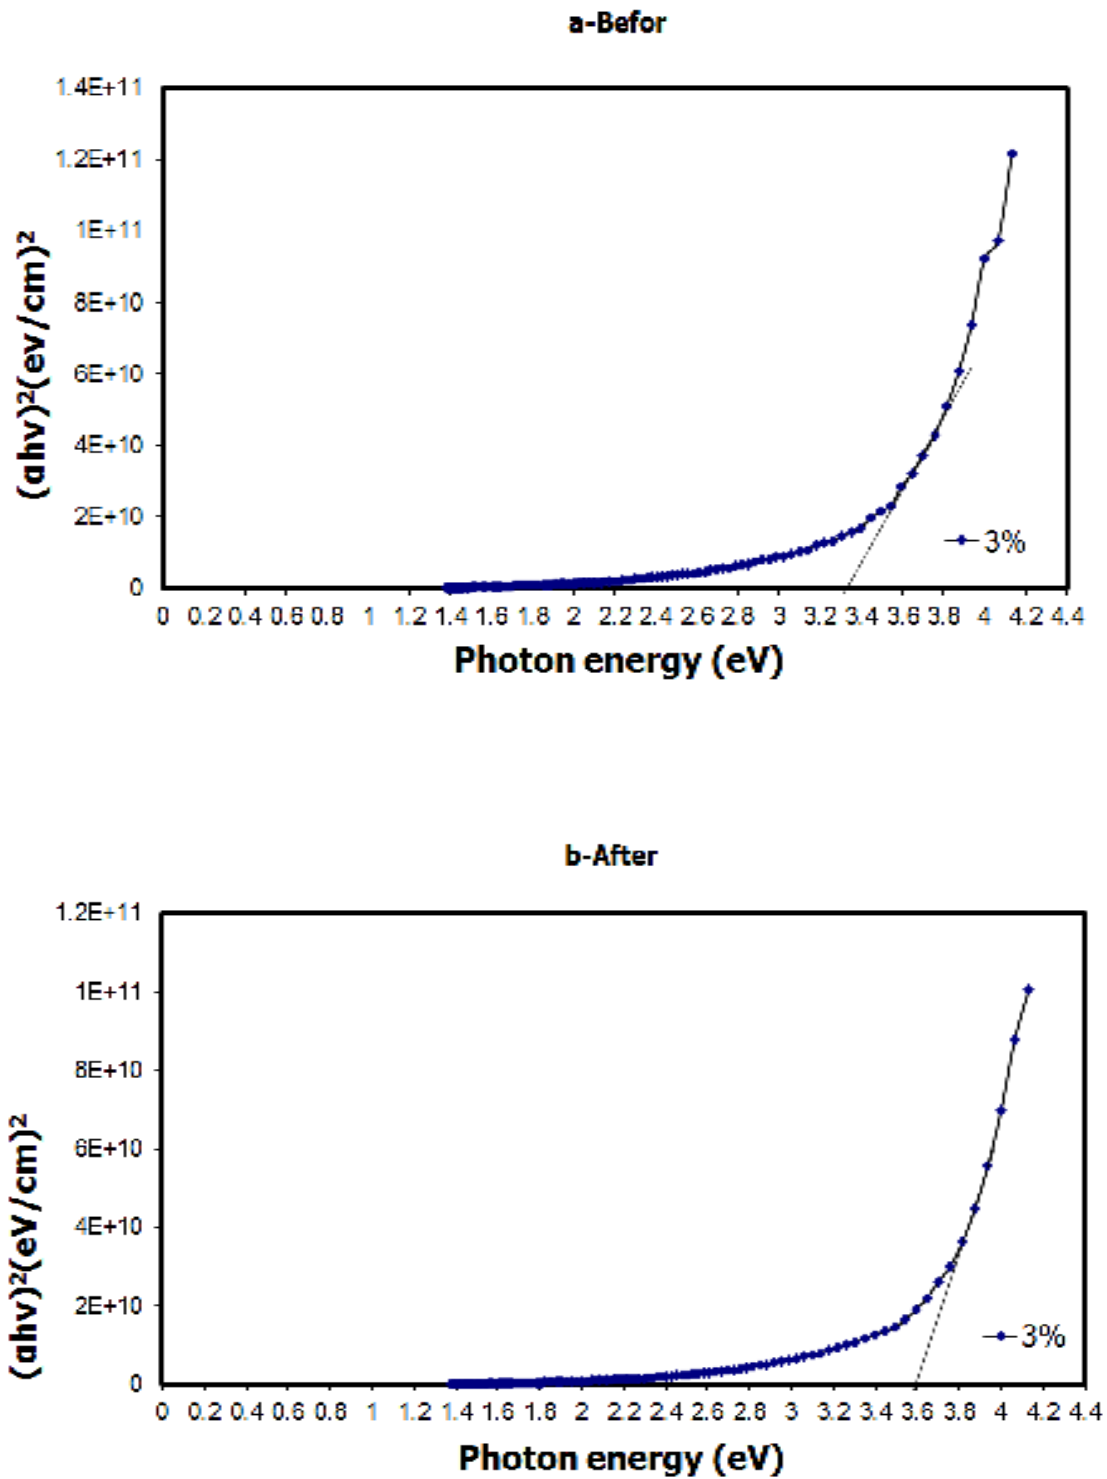 a-Befor
1.4E+11
1.2E+11
1E+11
8E+10
6E+10
4E+10
2E+10
0
(αhν)²(ev/cm)²
3%
0 0.2 0.4 0.6 0.8 1 1.2 1.4 1.6 1.8 2 2.2 2.4 2.6 2.8 3 3.2 3.4 3.6 3.8 4 4.2 4.4
Photon energy (eV)
b-After
1.2E+11
1E+11
8E+10
6E+10
4E+10
2E+10
0
(αhν)²(eV/cm)²
3%
0 0.2 0.4 0.6 0.8 1 1.2 1.4 1.6 1.8 2 2.2 2.4 2.6 2.8 3 3.2 3.4 3.6 3.8 4 4.2 4.4
Photon energy (eV)